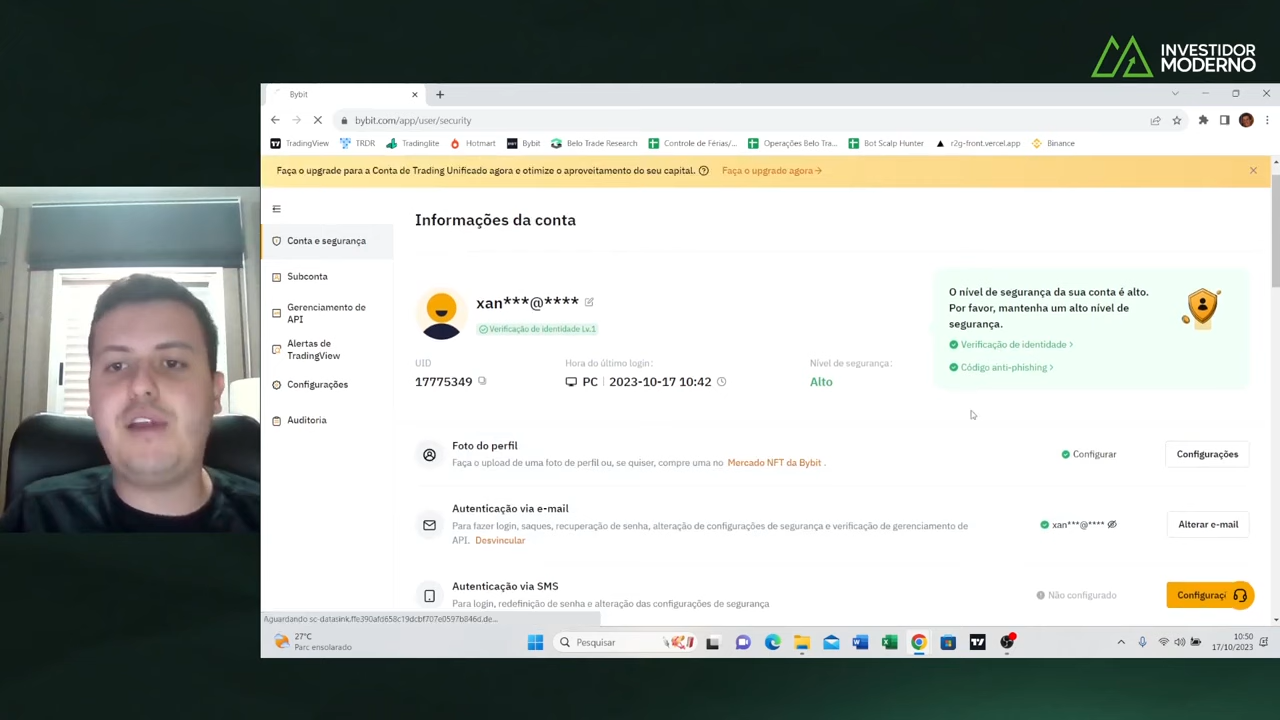 INVESTIDOR
MODERNO
Bybit
bybit.com/app/user/security
TradingView
TRDR
Tradinglite
Hotmart
Bybit
Belo Trade Research
Controle de Férias/...
Operações Belo Tra...
Bot Scalp Hunter
r2g-front.vercel.app
Binance
Faça o upgrade para a Conta de Trading Unificado agora e otimize o aproveitamento do seu capital. Faça o upgrade agora
Informações da conta
Conta e segurança
Subconta
Gerenciamento de
API
Alertas de
TradingView
Configurações
Auditoria
xan***@****
Verificação de identidade Lv.1
O nível de segurança da sua conta é alto.
Por favor, mantenha um alto nível de
segurança.
Verificação de identidade >
Código anti-phishing >
UID
17775349
Hora do último login:
PC | 2023-10-17 10:42
Nível de segurança:
Alto
Foto do perfil
Faça o upload de uma foto de perfil ou, se quiser, compre uma no Mercado NFT da Bybit .
Configurar
Configurações
Autenticação via e-mail
Para fazer login, saques, recuperação de senha, alteração de configurações de segurança e verificação de gerenciamento de
API. Desvincular
xan***@****
Alterar e-mail
Autenticação via SMS
Para login, redefinição de senha e alteração das configurações de segurança
Não configurado
Configuraçi
27°C
Parc ensolarado
Pesquisar
10:50
17/10/2023